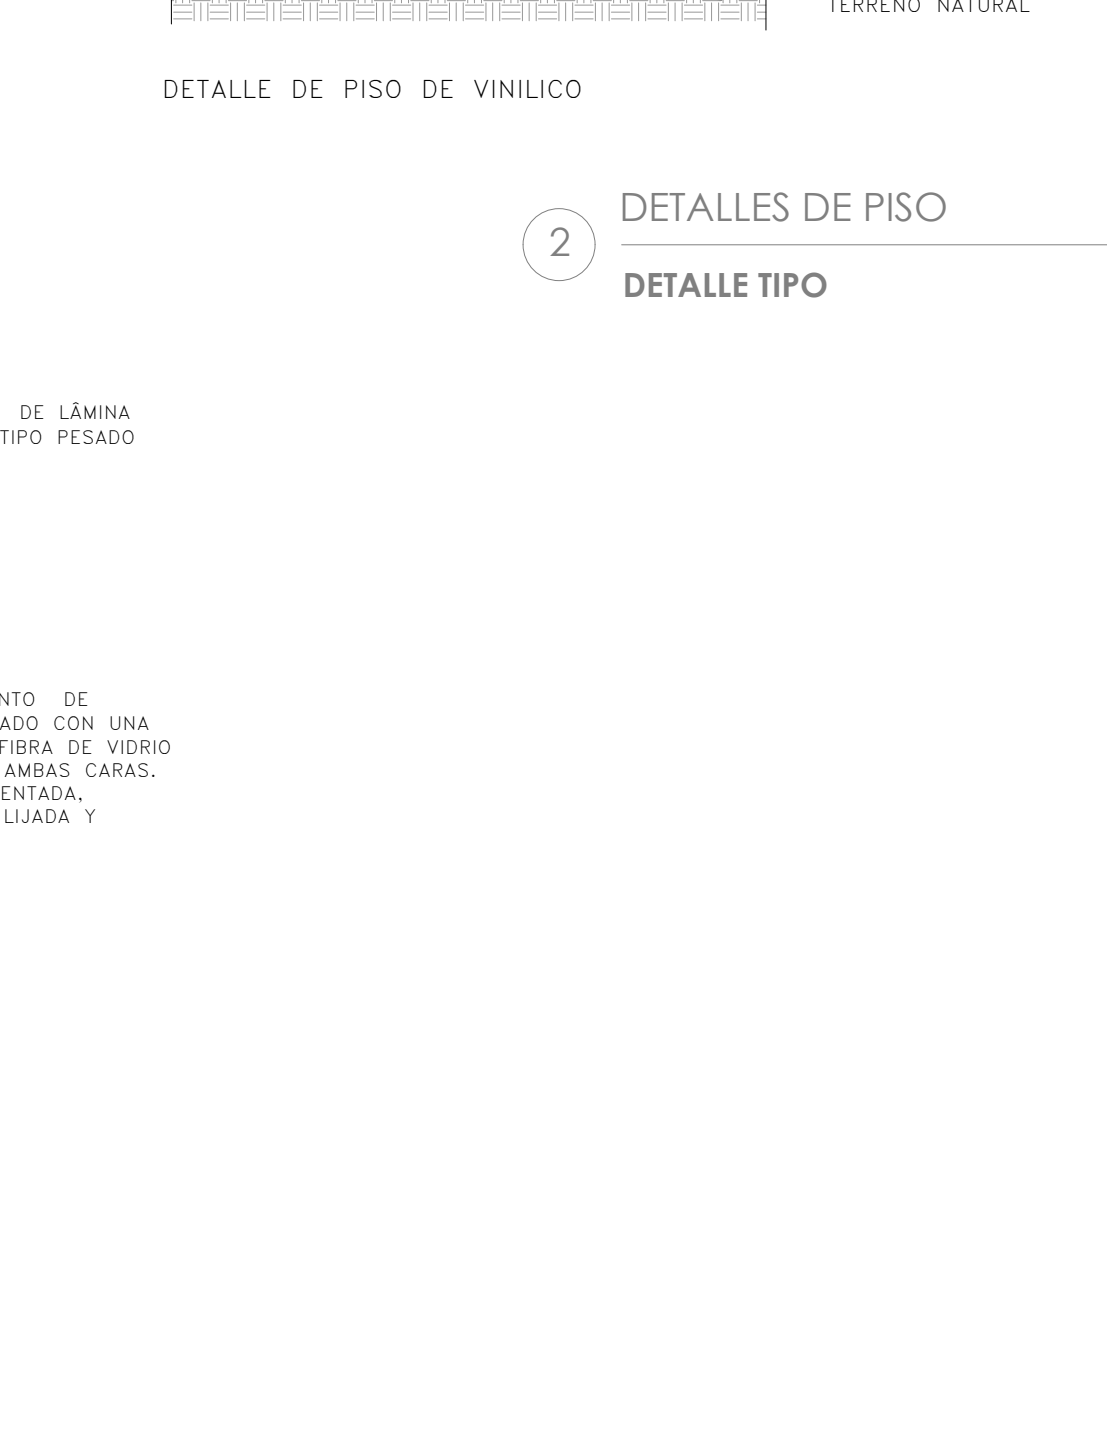 TERRENO NATURAL
DETALLE DE PISO DE VINILICO
2
DETALLES DE PISO
DETALLE TIPO
DE LÂMINA
TIPO PESADO
NTO DE
ADO CON UNA
FIBRA DE VIDRIO
AMBAS CARAS.
ENTADA,
LIJADA Y